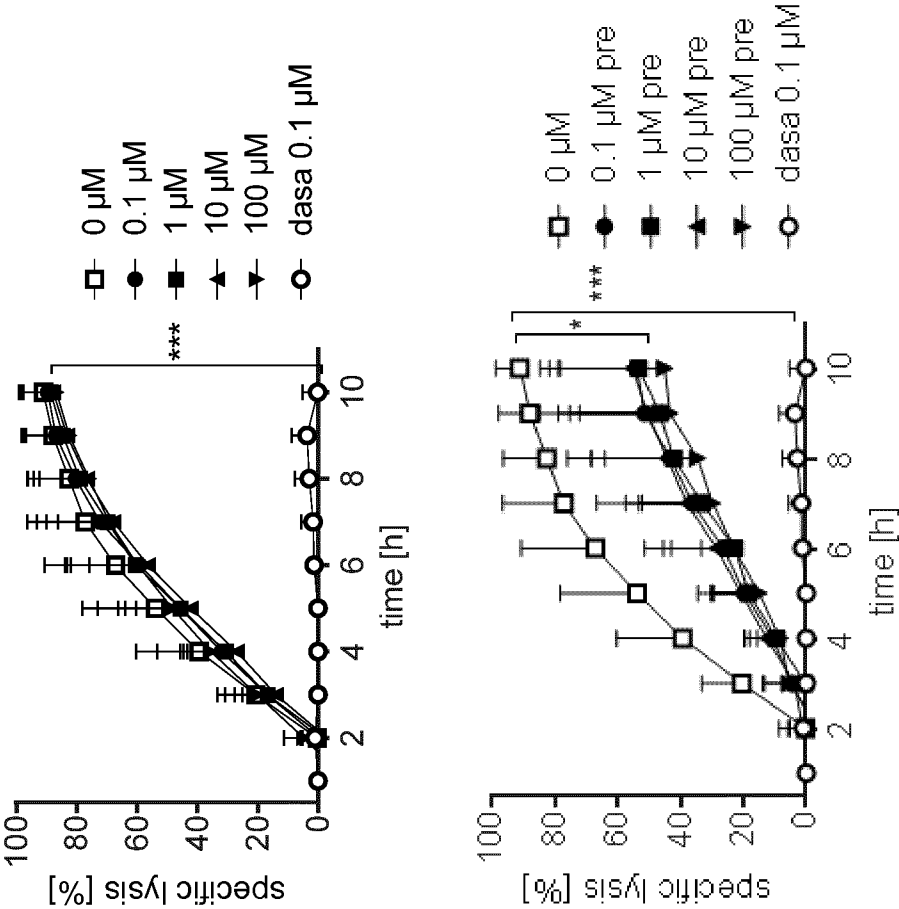 specific lysis [%]
100
80
60
40
20
0
2
4
6
8
10
time [h]
***
0 µM
0.1 µM
1 µM
10 µM
100 µM
dasa 0.1 µM
specific lysis [%]
100
80
60
40
20
0
2
4
6
8
10
time [h]
*
***
0 µM
0.1 µM pre
1 µM pre
10 µM pre
100 µM pre
dasa 0.1 µM